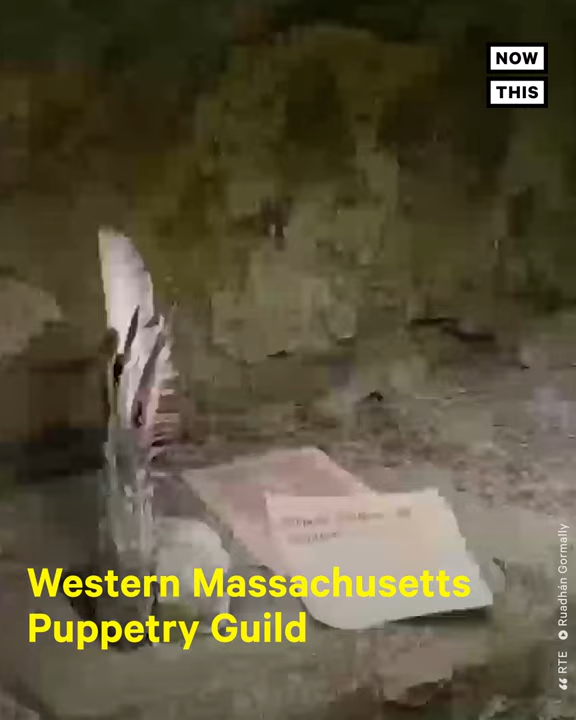 NOW
THIS
Western Massachusetts
Puppetry Guild
RTE Ruadhán Gormally